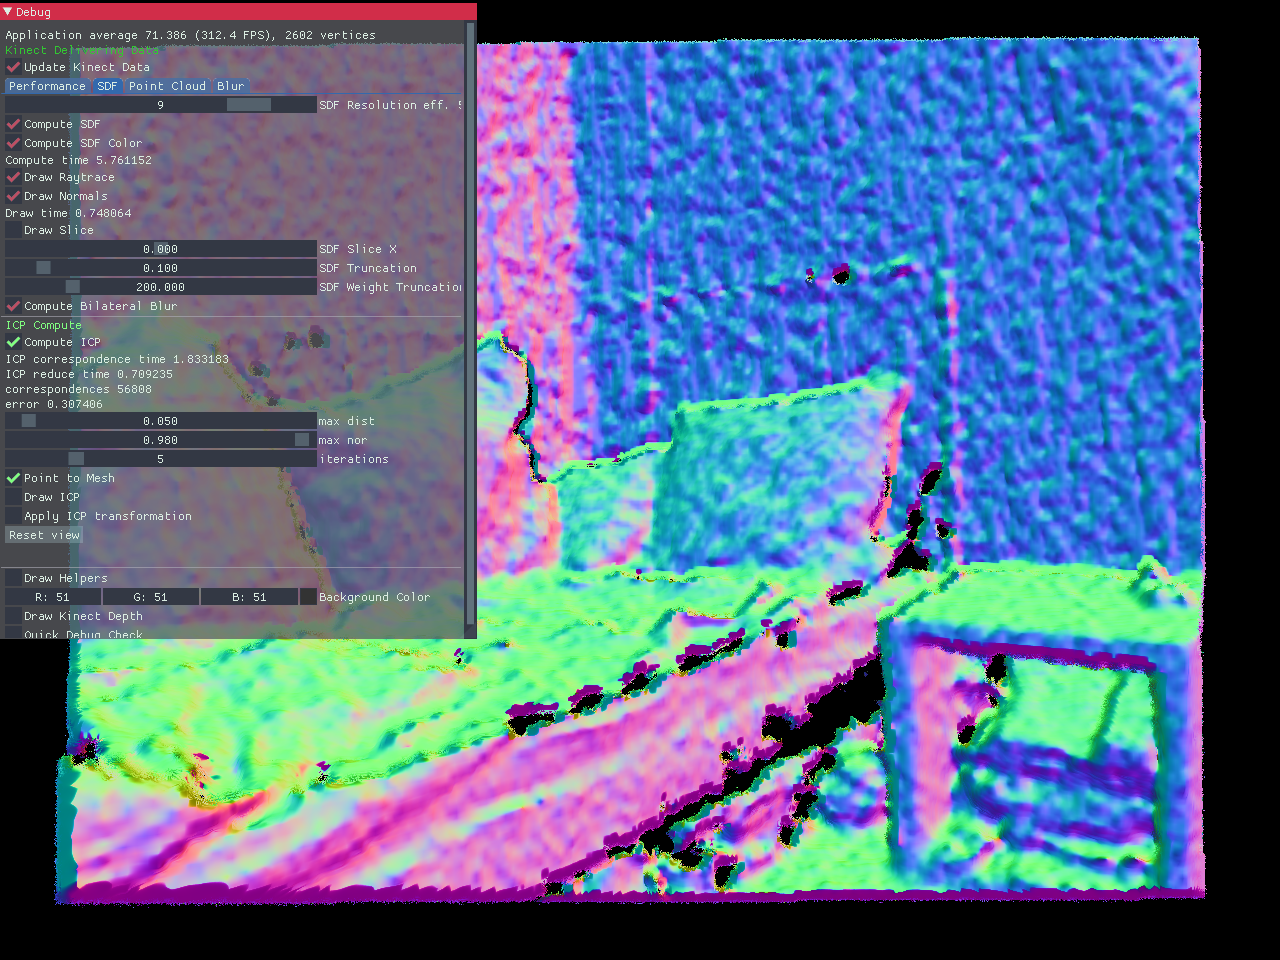 Debug
Application average 71.386 (312.4 FPS), 2602 vertices
Kinect Delivering Data
Update Kinect Data
Performance SDF Point Cloud Blur
9 SDF Resolution eff.
Compute SDF
Compute SDF Color
Compute time 5.761152
Draw Raytrace
Draw Normals
Draw time 0.748064
Draw Slice
0.000 SDF Slice X
0.100 SDF Truncation
200.000 SDF Weight Truncation
Compute Bilateral Blur
ICP Compute
Compute ICP
ICP correspondence time 1.833183
ICP reduce time 0.709235
correspondences 56808
error 0.307406
0.050 max dist
0.980 max nor
5 iterations
Point to Mesh
Draw ICP
Apply ICP transformation
Reset view
Draw Helpers
R: 51 G: 51 B: 51 Background Color
Draw Kinect Depth
Quick Debug Check